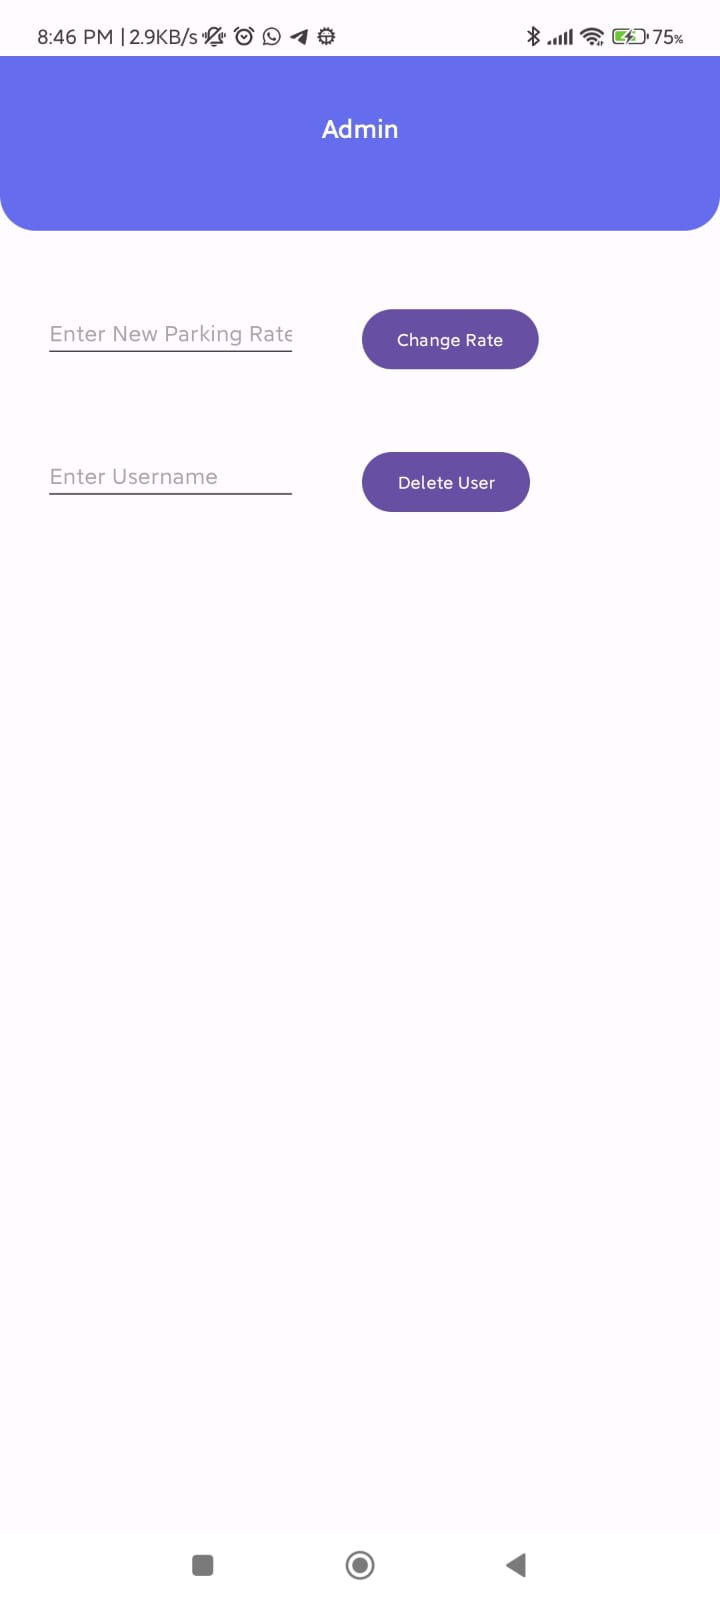 8:46 PM | 2.9KB/s 75%
Admin
Enter New Parking Rate Change Rate
Enter Username Delete User